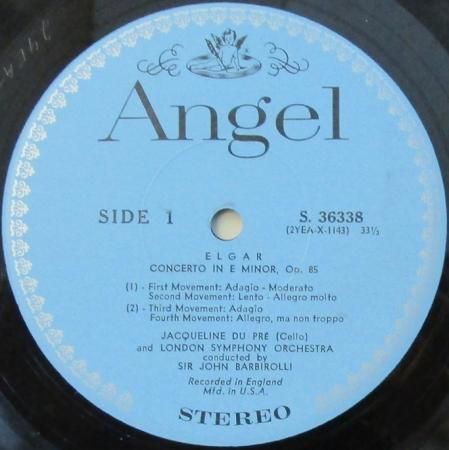 Angel
SIDE 1
S. 36338
(2YEA-X-1143) 33⅓
ELGAR
CONCERTO IN E MINOR, Op. 85
(1) - First Movement: Adagio - Moderato
Second Movement: Lento - Allegro molto
(2) - Third Movement: Adagio
Fourth Movement: Allegro, ma non troppo
JACQUELINE DU PRÉ (Cello)
and LONDON SYMPHONY ORCHESTRA
conducted by
SIR JOHN BARBIROLLI
Recorded in England
Mfd. in U.S.A.
STEREO